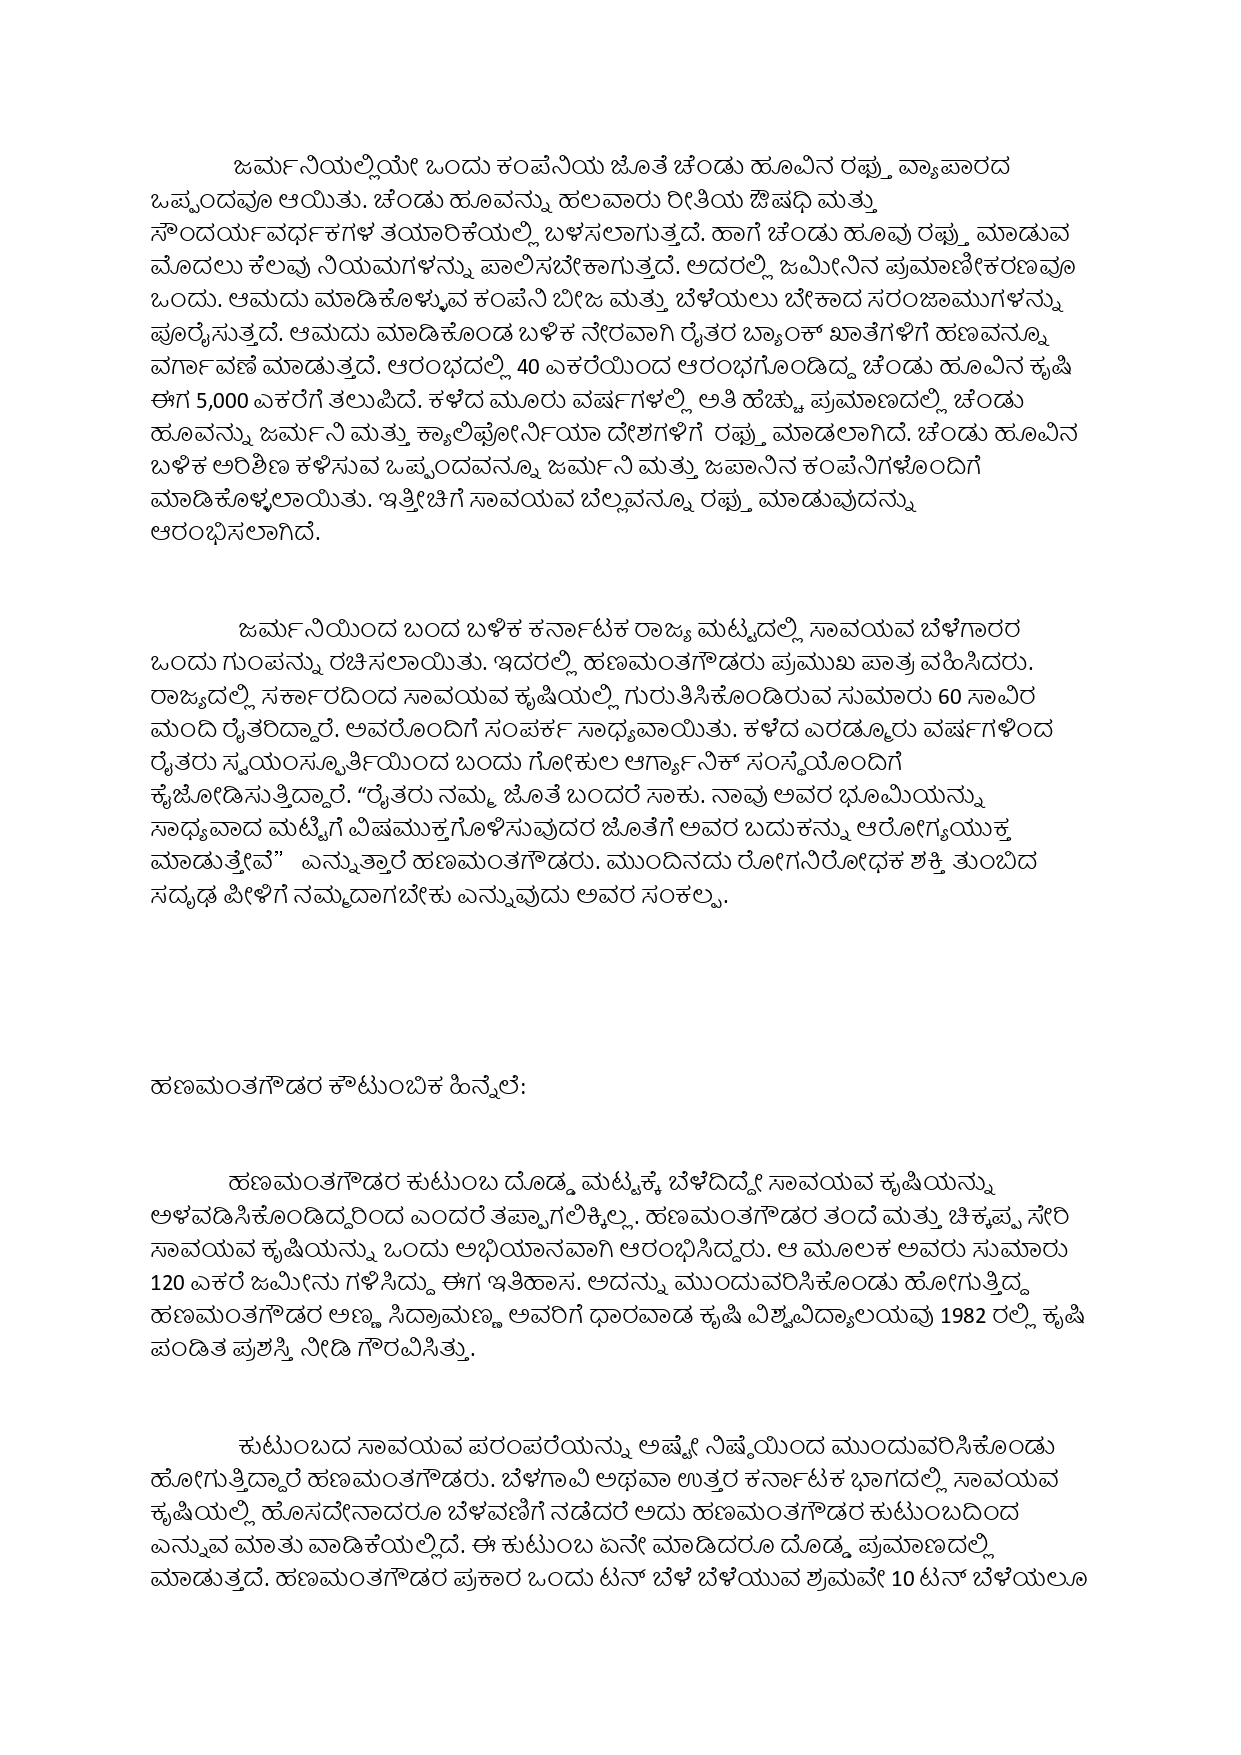 ಜರ್ಮನಿಯಲ್ಲಿಯೇ ಒಂದು ಕಂಪೆನಿಯ ಜೊತೆ ಚೆಂಡು ಹೂವಿನ ರಫ್ತು ವ್ಯಾಪಾರದ
ಒಪ್ಪಂದವೂ ಆಯಿತು. ಚೆಂಡು ಹೂವನ್ನು ಹಲವಾರು ರೀತಿಯ ಔಷಧಿ ಮತ್ತು
ಸೌಂದರ್ಯವರ್ಧಕಗಳ ತಯಾರಿಕೆಯಲ್ಲಿ ಬಳಸಲಾಗುತ್ತದೆ. ಹಾಗೆ ಚೆಂಡು ಹೂವು ರಫ್ತು ಮಾಡುವ
ಮೊದಲು ಕೆಲವು ನಿಯಮಗಳನ್ನು ಪಾಲಿಸಬೇಕಾಗುತ್ತದೆ. ಅದರಲ್ಲಿ ಜಮೀನಿನ ಪ್ರಮಾಣೀಕರಣವೂ
ಒಂದು. ಆಮದು ಮಾಡಿಕೊಳ್ಳುವ ಕಂಪೆನಿ ಬೀಜ ಮತ್ತು ಬೆಳೆಯಲು ಬೇಕಾದ ಸರಂಜಾಮುಗಳನ್ನು
ಪೂರೈಸುತ್ತದೆ. ಆಮದು ಮಾಡಿಕೊಂಡ ಬಳಿಕ ನೇರವಾಗಿ ರೈತರ ಬ್ಯಾಂಕ್ ಖಾತೆಗಳಿಗೆ ಹಣವನ್ನೂ
ವರ್ಗಾವಣೆ ಮಾಡುತ್ತದೆ. ಆರಂಭದಲ್ಲಿ 40 ಎಕರೆಯಿಂದ ಆರಂಭಗೊಂಡಿದ್ದ ಚೆಂಡು ಹೂವಿನ ಕೃಷಿ
ಈಗ 5,000 ಎಕರೆಗೆ ತಲುಪಿದೆ. ಕಳೆದ ಮೂರು ವರ್ಷಗಳಲ್ಲಿ ಅತಿ ಹೆಚ್ಚು ಪ್ರಮಾಣದಲ್ಲಿ ಚೆಂಡು
ಹೂವನ್ನು ಜರ್ಮನಿ ಮತ್ತು ಕ್ಯಾಲಿಫೋರ್ನಿಯಾ ದೇಶಗಳಿಗೆ ರಫ್ತು ಮಾಡಲಾಗಿದೆ. ಚೆಂಡು ಹೂವಿನ
ಬಳಿಕ ಅರಿಶಿಣ ಕಳಿಸುವ ಒಪ್ಪಂದವನ್ನೂ ಜರ್ಮನಿ ಮತ್ತು ಜಪಾನಿನ ಕಂಪೆನಿಗಳೊಂದಿಗೆ
ಮಾಡಿಕೊಳ್ಳಲಾಯಿತು. ಇತ್ತೀಚಿಗೆ ಸಾವಯವ ಬೆಲ್ಲವನ್ನೂ ರಫ್ತು ಮಾಡುವುದನ್ನು
ಆರಂಭಿಸಲಾಗಿದೆ.
ಜರ್ಮನಿಯಿಂದ ಬಂದ ಬಳಿಕ ಕರ್ನಾಟಕ ರಾಜ್ಯ ಮಟ್ಟದಲ್ಲಿ ಸಾವಯವ ಬೆಳೆಗಾರರ
ಒಂದು ಗುಂಪನ್ನು ರಚಿಸಲಾಯಿತು. ಇದರಲ್ಲಿ ಹಣಮಂತಗೌಡರು ಪ್ರಮುಖ ಪಾತ್ರ ವಹಿಸಿದರು.
ರಾಜ್ಯದಲ್ಲಿ ಸರ್ಕಾರದಿಂದ ಸಾವಯವ ಕೃಷಿಯಲ್ಲಿ ಗುರುತಿಸಿಕೊಂಡಿರುವ ಸುಮಾರು 60 ಸಾವಿರ
ಮಂದಿ ರೈತರಿದ್ದಾರೆ. ಅವರೊಂದಿಗೆ ಸಂಪರ್ಕ ಸಾಧ್ಯವಾಯಿತು. ಕಳೆದ ಎರಡ್ಮೂರು ವರ್ಷಗಳಿಂದ
ರೈತರು ಸ್ವಯಂಸ್ಫೂರ್ತಿಯಿಂದ ಬಂದು ಗೋಕುಲ ಆರ್ಗ್ಯಾನಿಕ್ ಸಂಸ್ಥೆಯೊಂದಿಗೆ
ಕೈಜೋಡಿಸುತ್ತಿದ್ದಾರೆ. “ರೈತರು ನಮ್ಮ ಜೊತೆ ಬಂದರೆ ಸಾಕು. ನಾವು ಅವರ ಭೂಮಿಯನ್ನು
ಸಾಧ್ಯವಾದ ಮಟ್ಟಿಗೆ ವಿಷಮುಕ್ತಗೊಳಿಸುವುದರ ಜೊತೆಗೆ ಅವರ ಬದುಕನ್ನು ಆರೋಗ್ಯಯುಕ್ತ
ಮಾಡುತ್ತೇವೆ” ಎನ್ನುತ್ತಾರೆ ಹಣಮಂತಗೌಡರು. ಮುಂದಿನದು ರೋಗನಿರೋಧಕ ಶಕ್ತಿ ತುಂಬಿದ
ಸದೃಢ ಪೀಳಿಗೆ ನಮ್ಮದಾಗಬೇಕು ಎನ್ನುವುದು ಅವರ ಸಂಕಲ್ಪ.
ಹಣಮಂತಗೌಡರ ಕೌಟುಂಬಿಕ ಹಿನ್ನೆಲೆ:
ಹಣಮಂತಗೌಡರ ಕುಟುಂಬ ದೊಡ್ಡ ಮಟ್ಟಕ್ಕೆ ಬೆಳೆದಿದ್ದೇ ಸಾವಯವ ಕೃಷಿಯನ್ನು
ಅಳವಡಿಸಿಕೊಂಡಿದ್ದರಿಂದ ಎಂದರೆ ತಪ್ಪಾಗಲಿಕ್ಕಿಲ್ಲ. ಹಣಮಂತಗೌಡರ ತಂದೆ ಮತ್ತು ಚಿಕ್ಕಪ್ಪ ಸೇರಿ
ಸಾವಯವ ಕೃಷಿಯನ್ನು ಒಂದು ಅಭಿಯಾನವಾಗಿ ಆರಂಭಿಸಿದ್ದರು. ಆ ಮೂಲಕ ಅವರು ಸುಮಾರು
120 ಎಕರೆ ಜಮೀನು ಗಳಿಸಿದ್ದು ಈಗ ಇತಿಹಾಸ. ಅದನ್ನು ಮುಂದುವರಿಸಿಕೊಂಡು ಹೋಗುತ್ತಿದ್ದ
ಹಣಮಂತಗೌಡರ ಅಣ್ಣ ಸಿದ್ರಾಮಣ್ಣ ಅವರಿಗೆ ಧಾರವಾಡ ಕೃಷಿ ವಿಶ್ವವಿದ್ಯಾಲಯವು 1982 ರಲ್ಲಿ ಕೃಷಿ
ಪಂಡಿತ ಪ್ರಶಸ್ತಿ ನೀಡಿ ಗೌರವಿಸಿತ್ತು.
ಕುಟುಂಬದ ಸಾವಯವ ಪರಂಪರೆಯನ್ನು ಅಷ್ಟೇ ನಿಷ್ಠೆಯಿಂದ ಮುಂದುವರಿಸಿಕೊಂಡು
ಹೋಗುತ್ತಿದ್ದಾರೆ ಹಣಮಂತಗೌಡರು. ಬೆಳಗಾವಿ ಅಥವಾ ಉತ್ತರ ಕರ್ನಾಟಕ ಭಾಗದಲ್ಲಿ ಸಾವಯವ
ಕೃಷಿಯಲ್ಲಿ ಹೊಸದೇನಾದರೂ ಬೆಳವಣಿಗೆ ನಡೆದರೆ ಅದು ಹಣಮಂತಗೌಡರ ಕುಟುಂಬದಿಂದ
ಎನ್ನುವ ಮಾತು ವಾಡಿಕೆಯಲ್ಲಿದೆ. ಈ ಕುಟುಂಬ ಏನೇ ಮಾಡಿದರೂ ದೊಡ್ಡ ಪ್ರಮಾಣದಲ್ಲಿ
ಮಾಡುತ್ತದೆ. ಹಣಮಂತಗೌಡರ ಪ್ರಕಾರ ಒಂದು ಟನ್ ಬೆಳೆ ಬೆಳೆಯುವ ಶ್ರಮವೇ 10 ಟನ್ ಬೆಳೆಯಲೂ